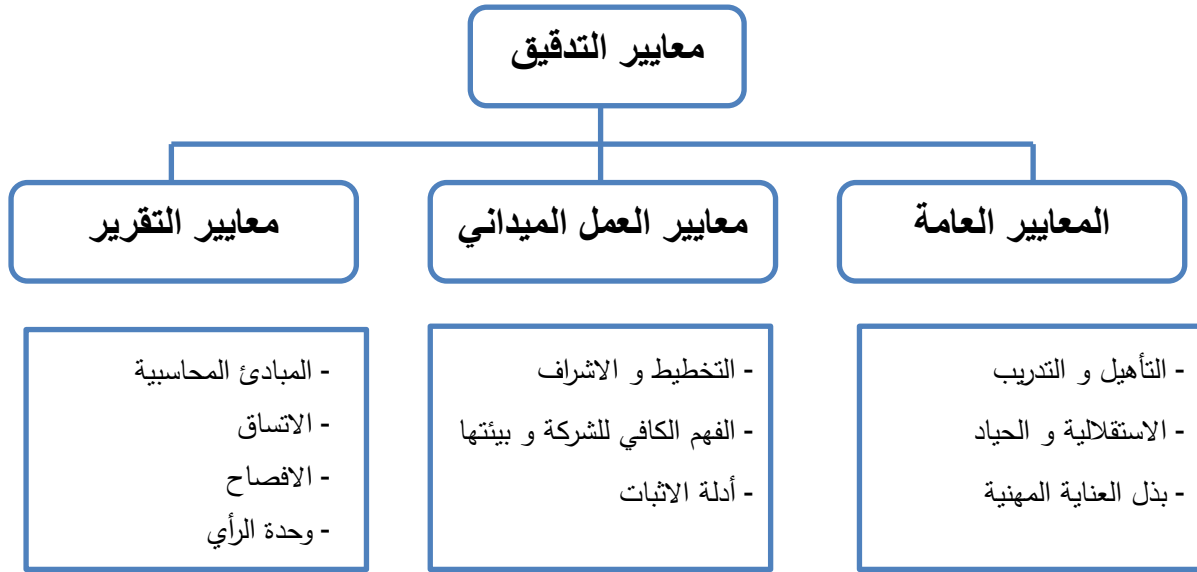 معايير التدقيق
المعايير العامة
معايير العمل الميداني
معايير التقرير
- التأهيل و التدريب
- الاستقلالية و الحياد
- بذل العناية المهنية
- التخطيط و الاشراف
- الفهم الكافي للشركة و بيئتها
- أدلة الاثبات
- المبادئ المحاسبية
- الاتساق
- الافصاح
- وحدة الرأي